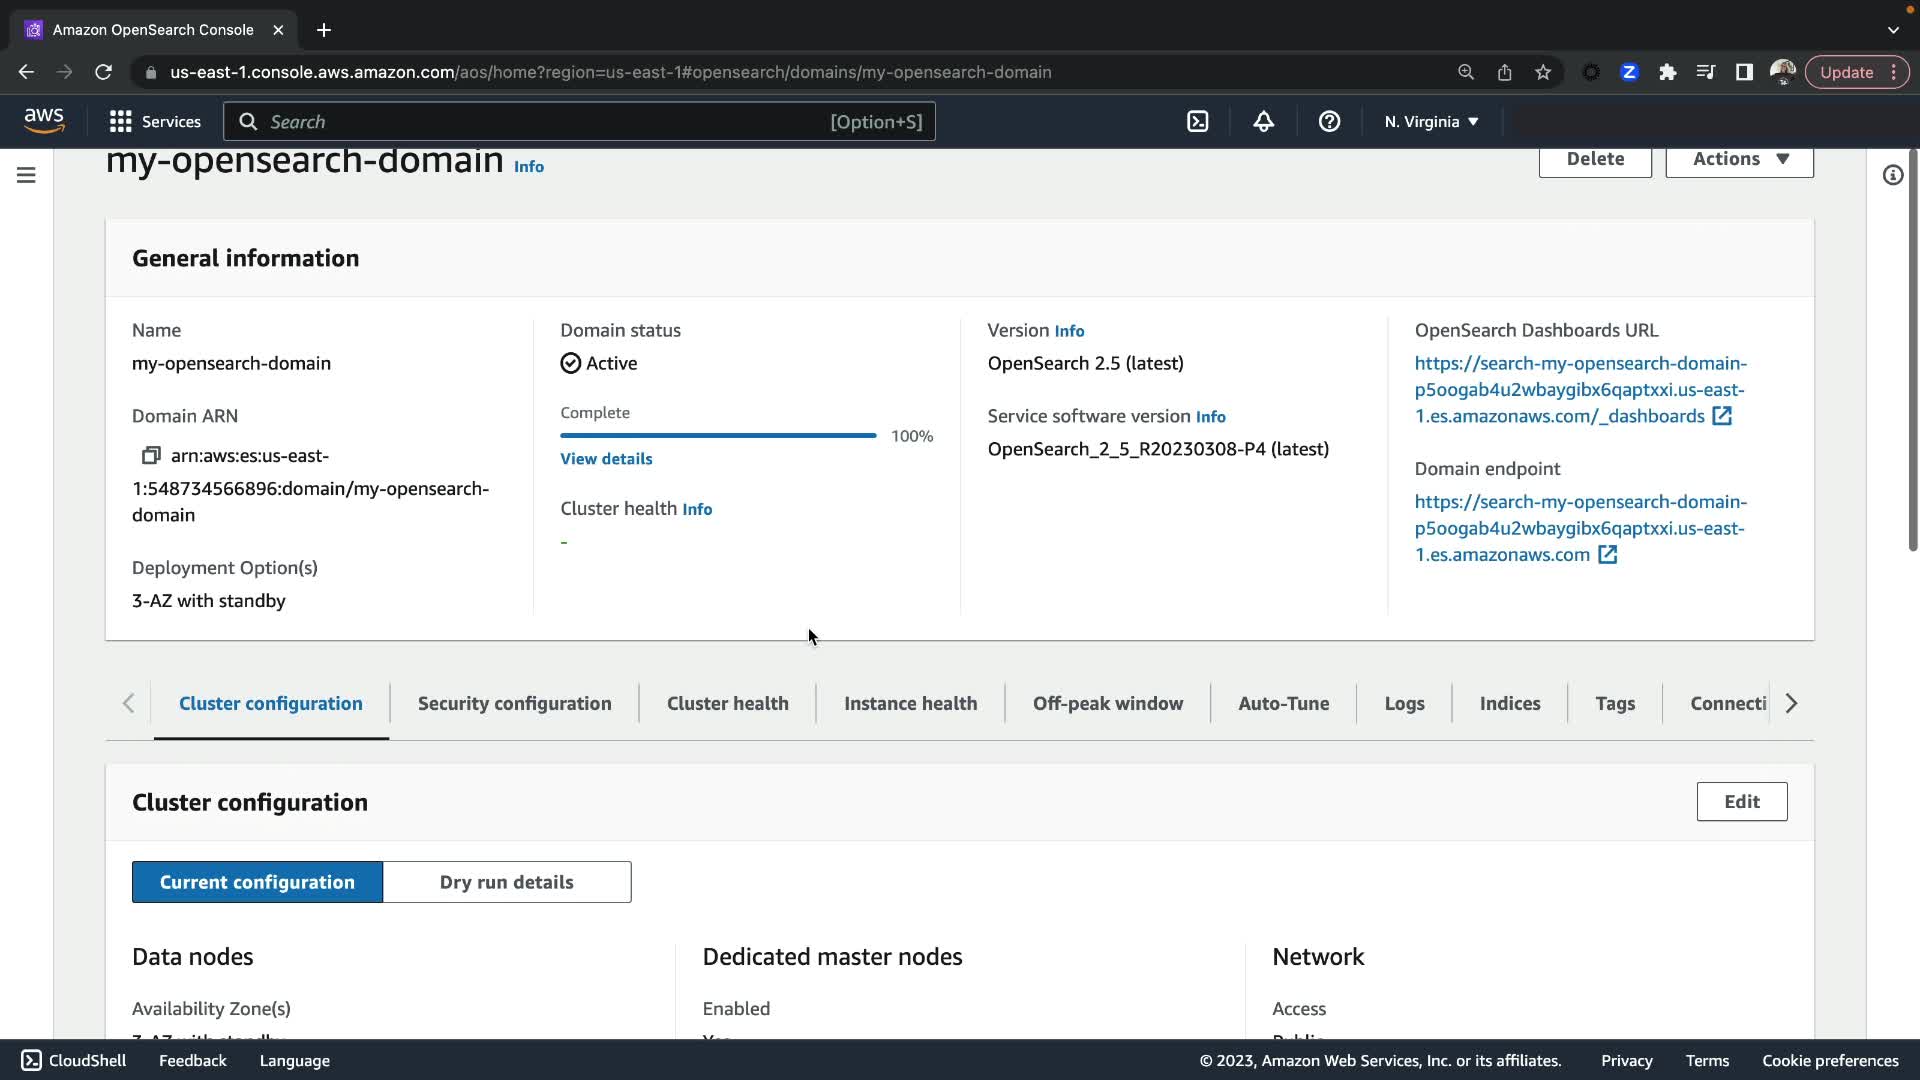 Amazon OpenSearch Console
us-east-1.console.aws.amazon.com/aos/home?region=us-east-1#opensearch/domains/my-opensearch-domain
Update
aws
Services
Search
[Option+S]
N. Virginia
my-opensearch-domain Info
Delete
Actions
General information
Name
my-opensearch-domain
Domain ARN
arn:aws:es:us-east-
1:548734566896:domain/my-opensearch-
domain
Deployment Option(s)
3-AZ with standby
Domain status
Active
Complete
100%
View details
Cluster health Info
-
Version Info
OpenSearch 2.5 (latest)
Service software version Info
OpenSearch_2_5_R20230308-P4 (latest)
OpenSearch Dashboards URL
https://search-my-opensearch-domain-
p5oogab4u2wbaygibx6qaptxxi.us-east-
1.es.amazonaws.com/_dashboards
Domain endpoint
https://search-my-opensearch-domain-
p5oogab4u2wbaygibx6qaptxxi.us-east-
1.es.amazonaws.com
Cluster configuration
Security configuration
Cluster health
Instance health
Off-peak window
Auto-Tune
Logs
Indices
Tags
Connecti
Cluster configuration
Edit
Current configuration
Dry run details
Data nodes
Availability Zone(s)
3-AZ with standby
Dedicated master nodes
Enabled
Yes
Network
Access
Public
CloudShell
Feedback
Language
© 2023, Amazon Web Services, Inc. or its affiliates.
Privacy
Terms
Cookie preferences